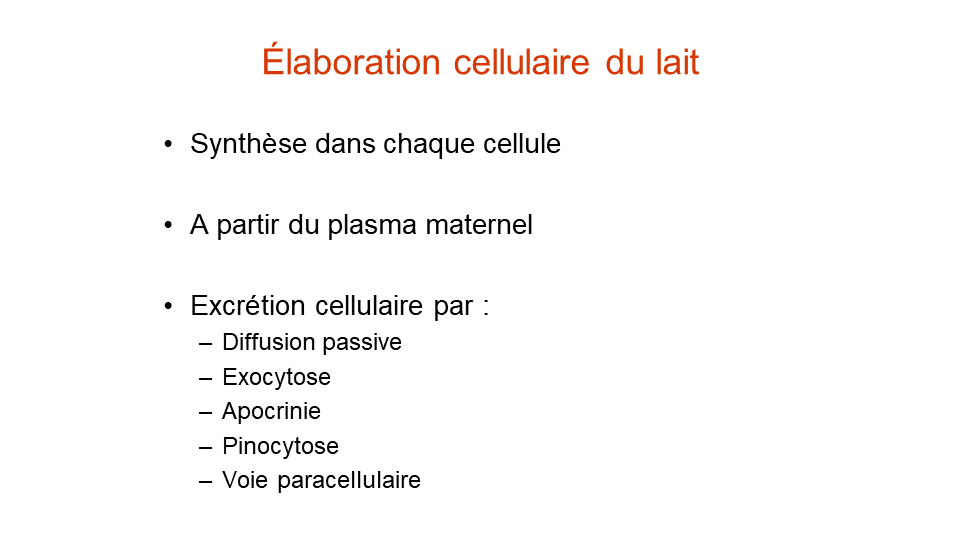 Élaboration cellulaire du lait
• Synthèse dans chaque cellule
• A partir du plasma maternel
• Excrétion cellulaire par :
– Diffusion passive
– Exocytose
– Apocrinie
– Pinocytose
– Voie paracellulaire